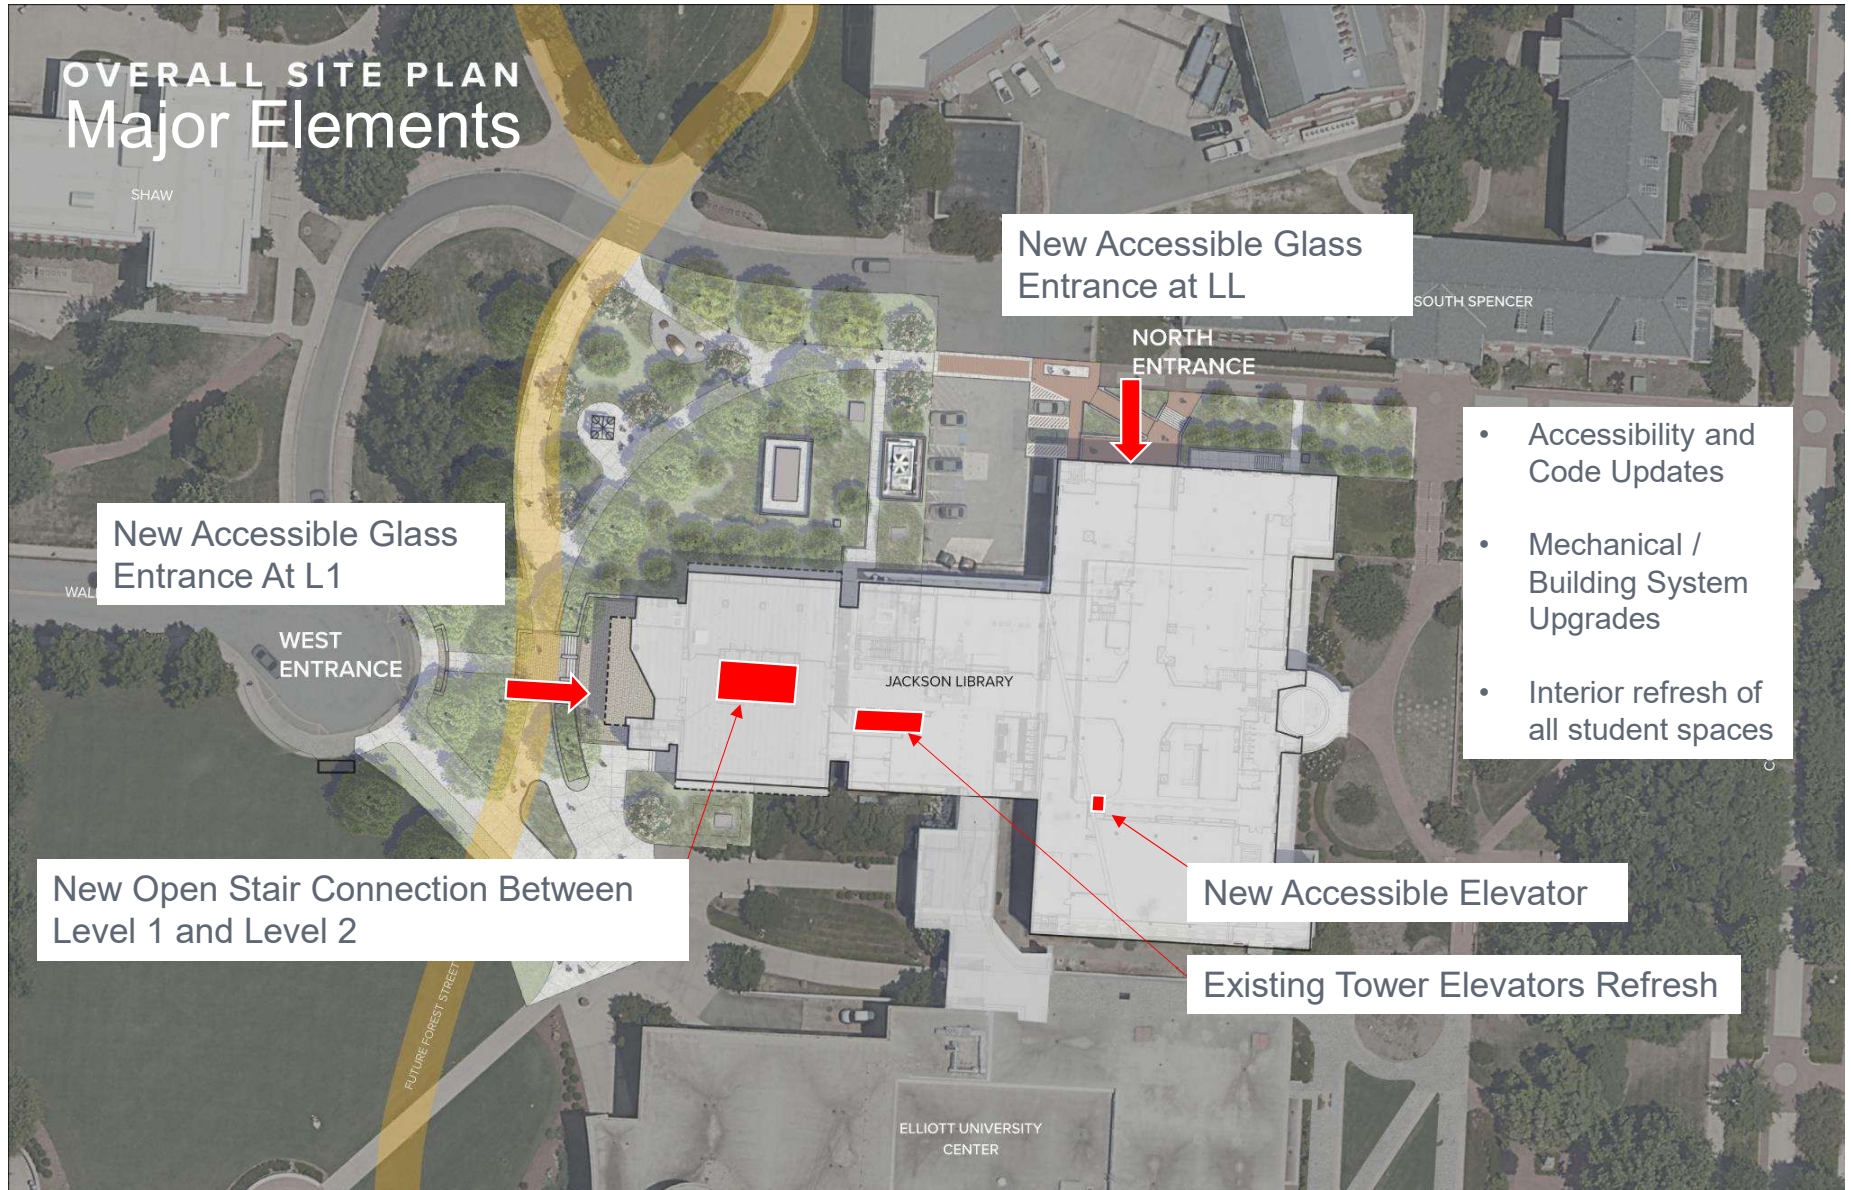 OVERALL SITE PLAN
Major Elements
SHAW
New Accessible Glass
Entrance at LL
SOUTH SPENCER
NORTH
ENTRANCE
• Accessibility and
Code Updates
• Mechanical /
Building System
Upgrades
• Interior refresh of
all student spaces
New Accessible Glass
Entrance At L1
WEST
ENTRANCE
JACKSON LIBRARY
New Open Stair Connection Between
Level 1 and Level 2
New Accessible Elevator
Existing Tower Elevators Refresh
FUTURE FOREST STREET
ELLIOTT UNIVERSITY
CENTER